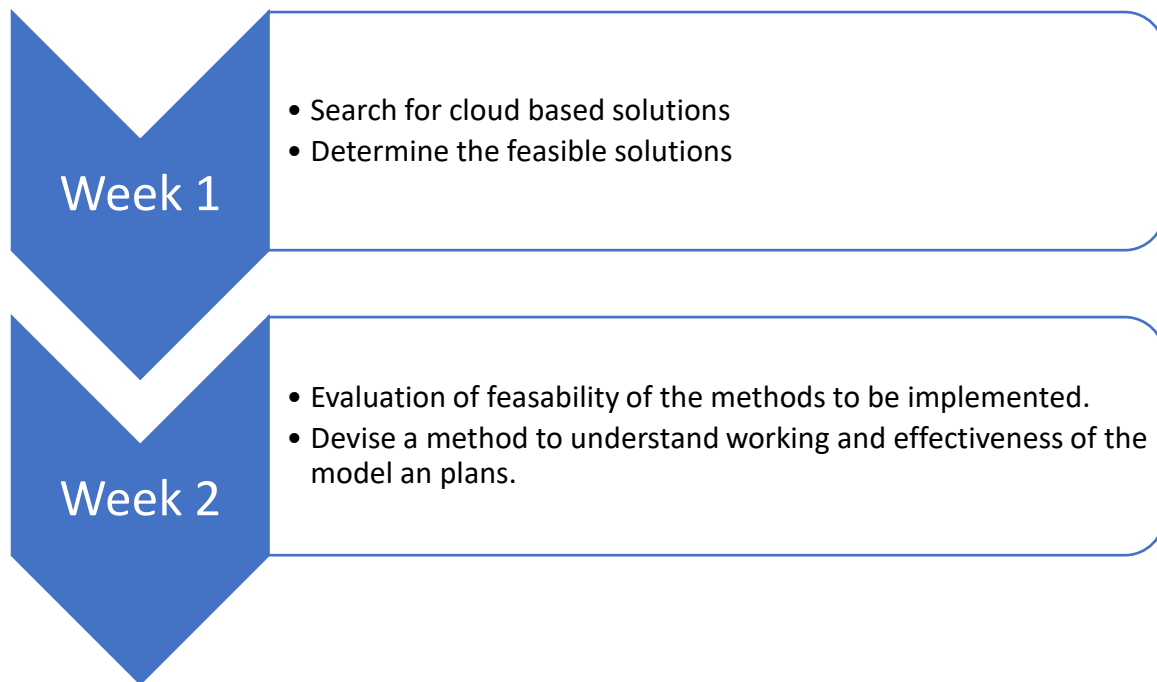 Week 1
• Search for cloud based solutions
• Determine the feasible solutions
Week 2
• Evaluation of feasability of the methods to be implemented.
• Devise a method to understand working and effectiveness of the
model an plans.